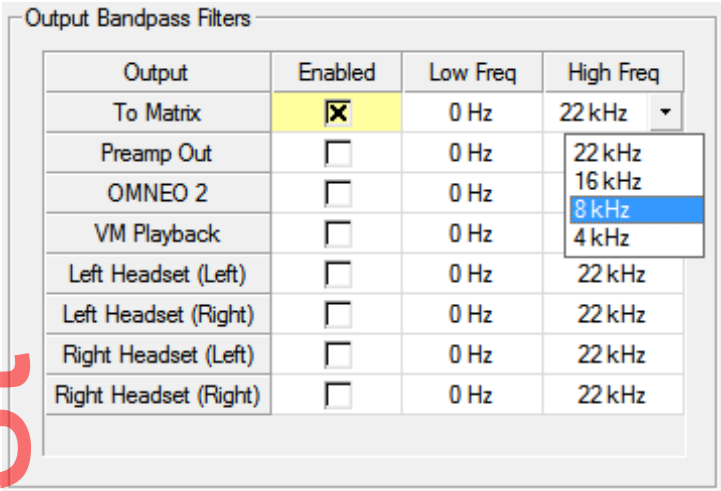 Output Bandpass Filters
Output Enabled Low Freq High Freq
To Matrix 0 Hz 22 kHz
Preamp Out 0 Hz 22 kHz
OMNEO 2 0 Hz 16 kHz
8 kHz
VM Playback 0 Hz 4 kHz
Left Headset (Left) 0 Hz 22 kHz
Left Headset (Right) 0 Hz 22 kHz
Right Headset (Left) 0 Hz 22 kHz
Right Headset (Right) 0 Hz 22 kHz